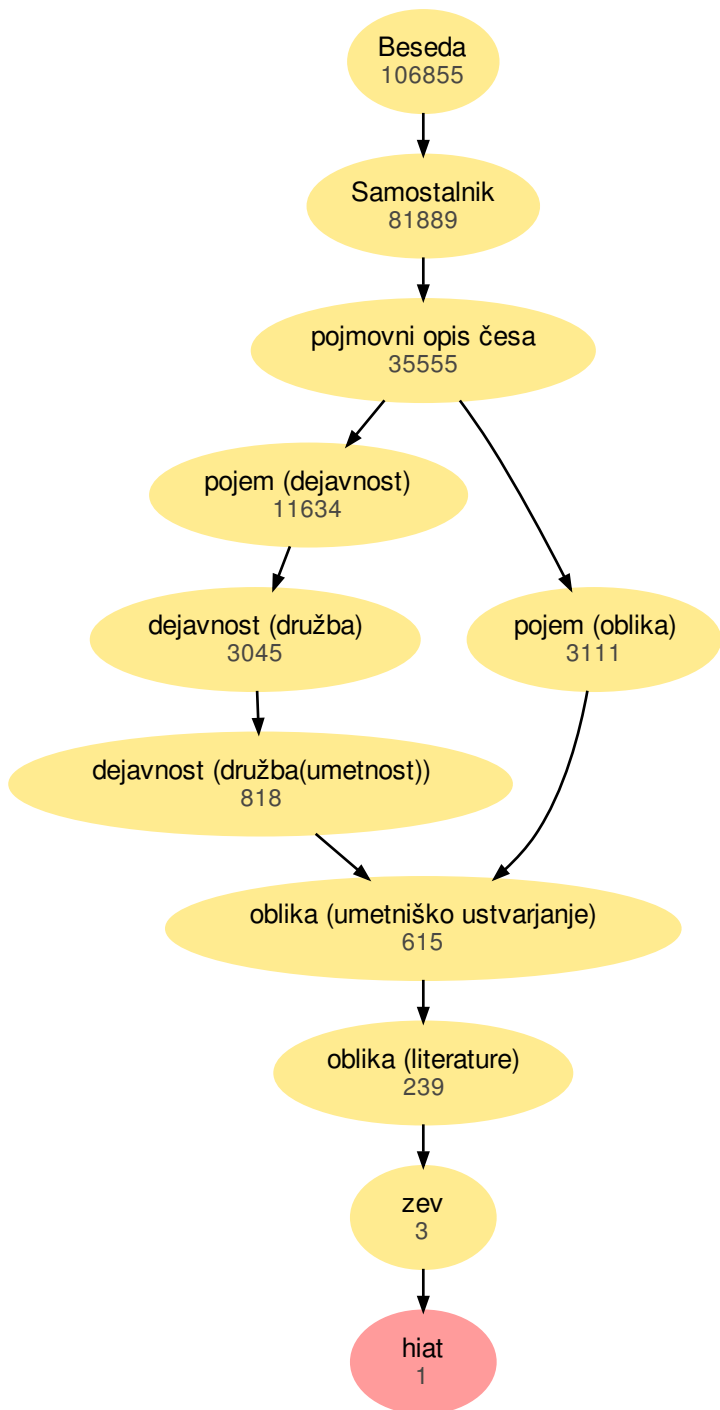 Beseda
106855
Samostalnik
81889
pojmovni opis česa
35555
pojem (dejavnost)
11634
dejavnost (družba)
3045
pojem (oblika)
3111
dejavnost (družba(umetnost))
818
oblika (umetniško ustvarjanje)
615
oblika (literature)
239
zev
3
hiat
1